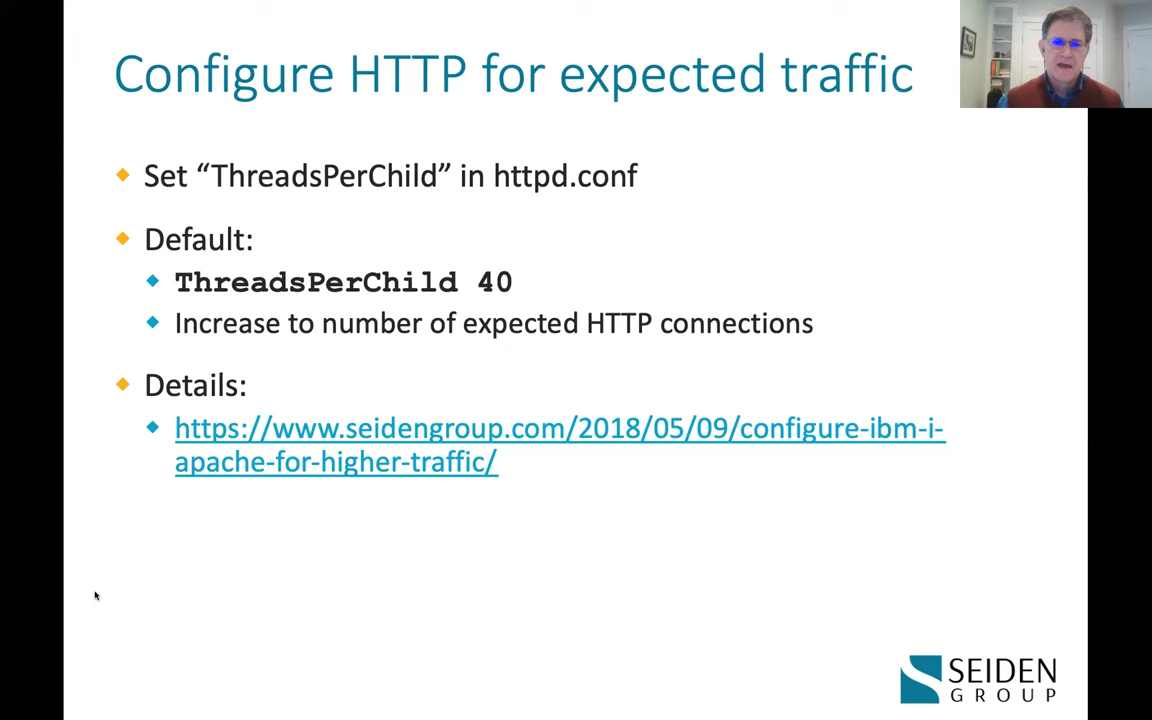 Configure HTTP for expected traffic
Set “ThreadsPerChild” in httpd.conf
Default:
ThreadsPerChild 40
Increase to number of expected HTTP connections
Details:
https://www.seidengroup.com/2018/05/09/configure-ibm-i-
apache-for-higher-traffic/
SEIDEN
GROUP